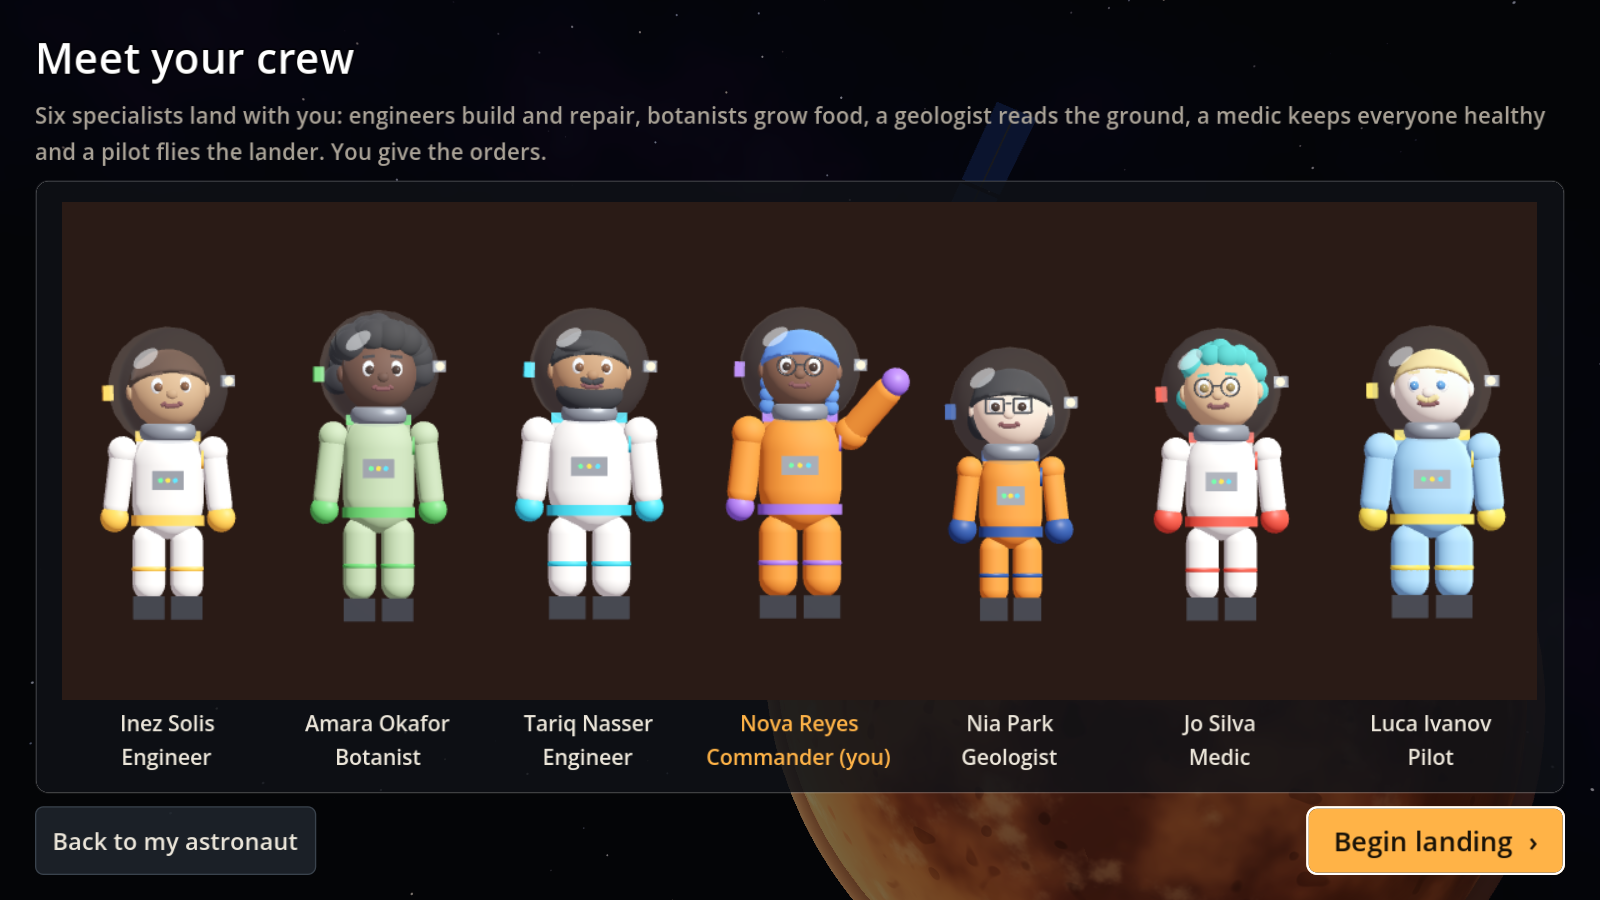 Meet your crew
Six specialists land with you: engineers build and repair, botanists grow food, a geologist reads the ground, a medic keeps everyone healthy
and a pilot flies the lander. You give the orders.
Inez Solis
Engineer
Amara Okafor
Botanist
Tariq Nasser
Engineer
Nova Reyes
Commander (you)
Nia Park
Geologist
Jo Silva
Medic
Luca Ivanov
Pilot
Back to my astronaut
Begin landing ›